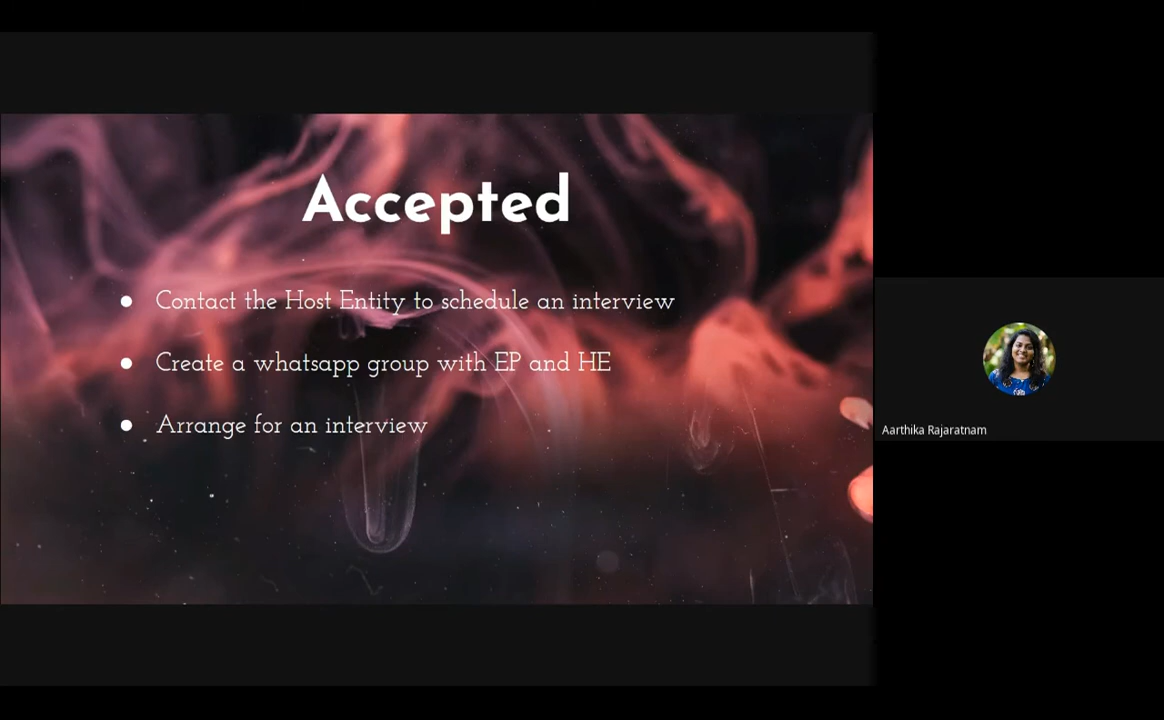 Accepted
● Contact the Host Entity to schedule an interview
● Create a whatsapp group with EP and HE
● Arrange for an interview
Aarthika Rajaratnam